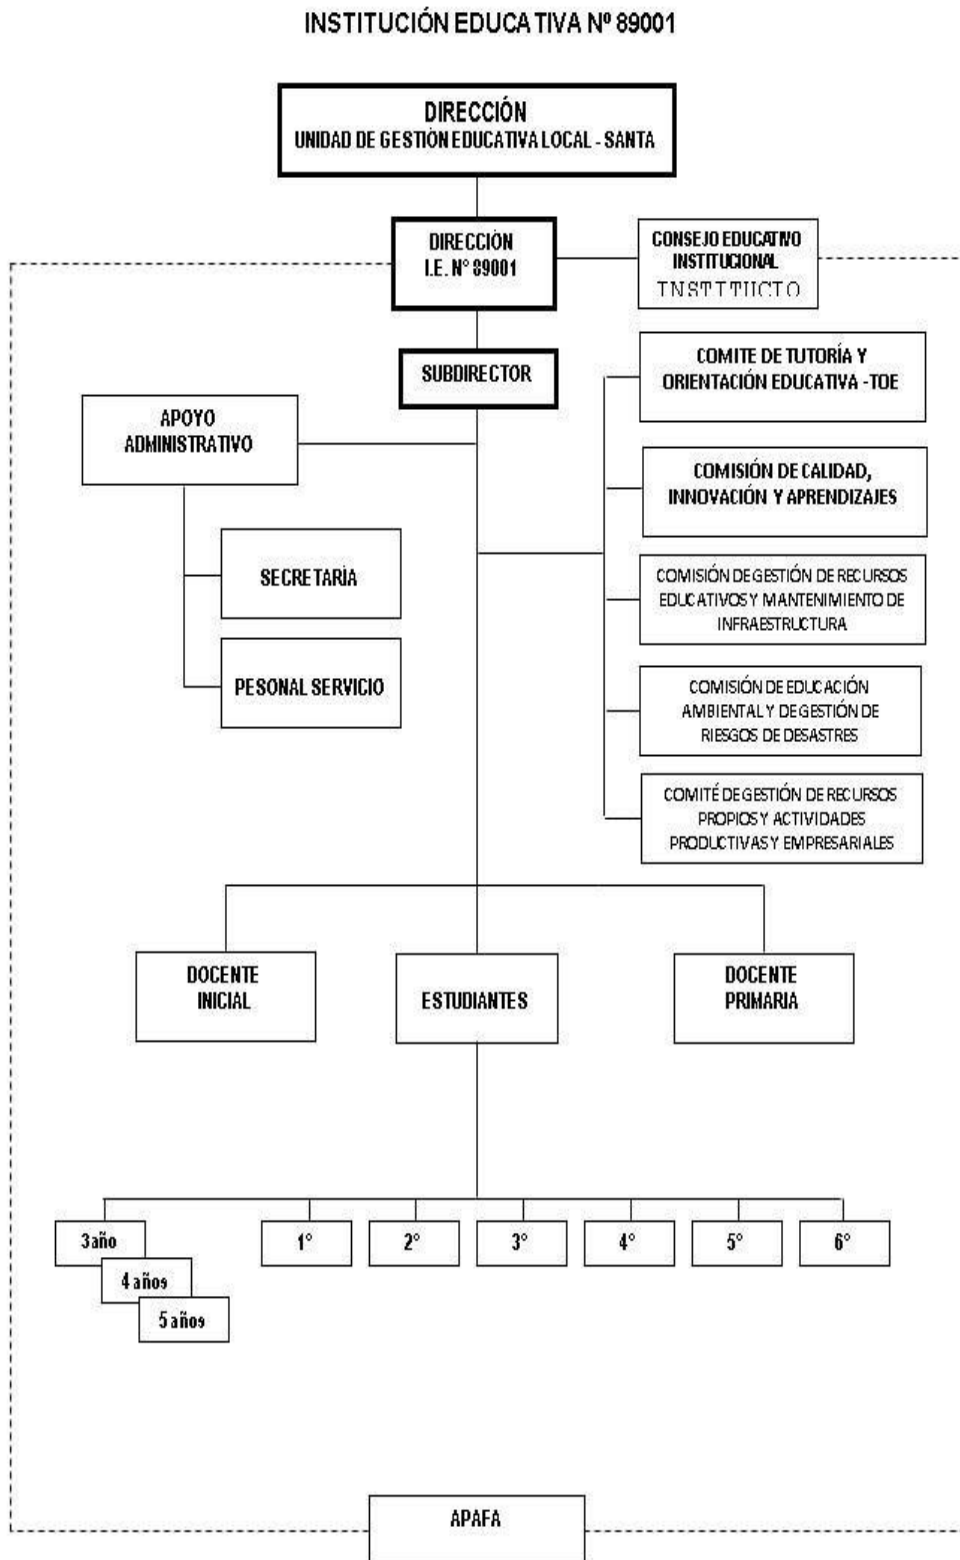 INSTITUCIÓN EDUCATIVA Nº 89001
DIRECCIÓN
UNIDAD DE GESTIÓN EDUCATIVA LOCAL - SANTA
DIRECCIÓN
I.E. N° 89001
CONSEJO EDUCATIVO
INSTITUCIONAL
INSTITUCIO
SUBDIRECTOR
COMITE DE TUTORÍA Y
ORIENTACIÓN EDUCATIVA -TOE
APOYO
ADMINISTRATIVO
COMISIÓN DE CALIDAD,
INNOVACIÓN Y APRENDIZAJES
SECRETARÍA
COMISIÓN DE GESTIÓN DE RECURSOS
EDUCATIVOS Y MANTENIMIENTO DE
INFRAESTRUCTURA
PESONAL SERVICIO
COMISIÓN DE EDUCACIÓN
AMBIENTAL Y DE GESTIÓN DE
RIESGOS DE DESASTRES
COMITÉ DE GESTIÓN DE RECURSOS
PROPIOS Y ACTIVIDADES
PRODUCTIVAS Y EMPRESARIALES
DOCENTE
INICIAL
ESTUDIANTES
DOCENTE
PRIMARIA
3 año
4 años
5 años
1°
2°
3°
4°
5°
6°
APAFA